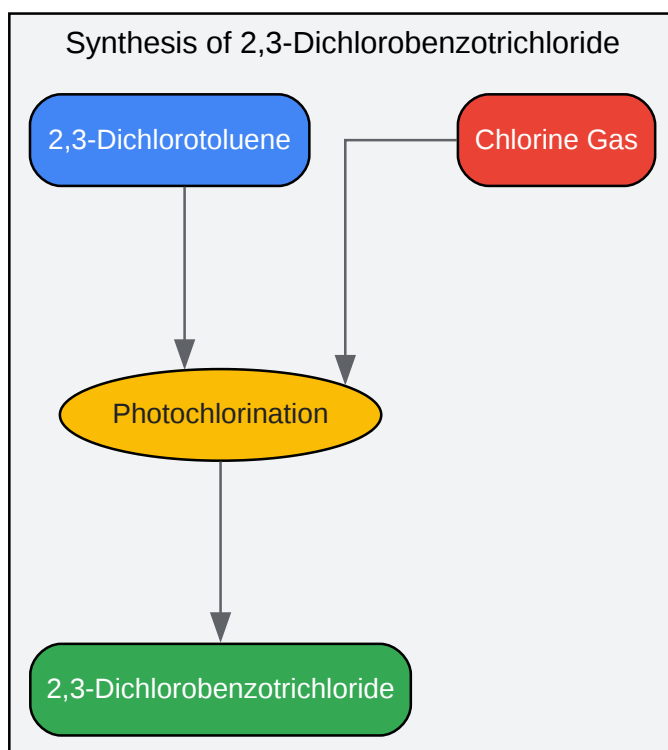 Synthesis of 2,3-Dichlorobenzotrichloride
2,3-Dichlorotoluene
Chlorine Gas
Photochlorination
2,3-Dichlorobenzotrichloride